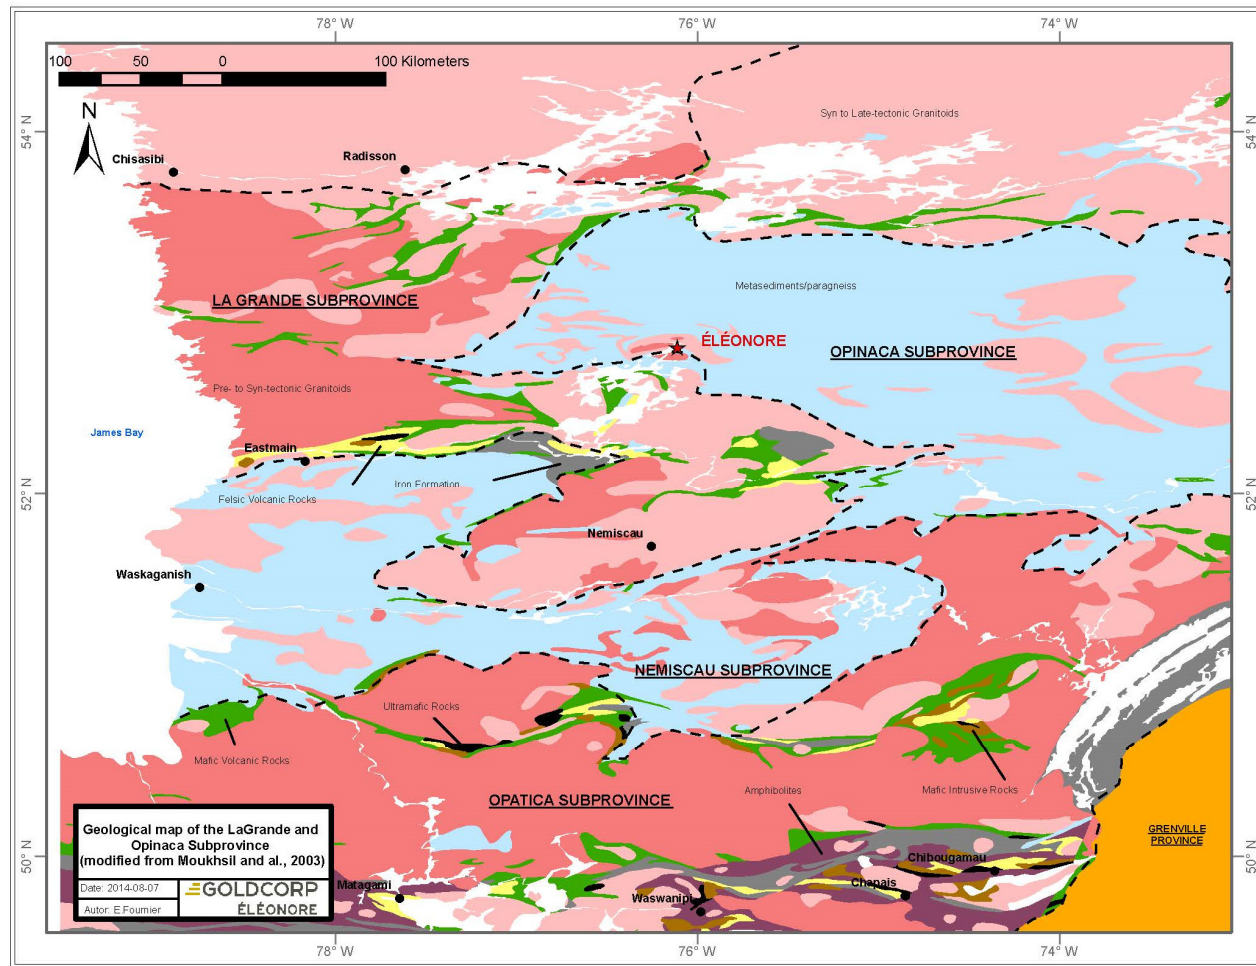 78° W
76° W
74° W
100
50
0
100 Kilometers
N
54° N
54° N
Syn to Late-tectonic Granitoids
Chisasibi
Radisson
LA GRANDE SUBPROVINCE
Metasediments/paragneiss
ÉLÉONORE
OPINACA SUBPROVINCE
Pre- to Syn-tectonic Granitoids
James Bay
Eastmain
Iron Formation
Felsic Volcanic Rocks
52° N
52° N
Nemiscau
Waskaganish
NEMISCAU SUBPROVINCE
Ultramafic Rocks
Mafic Volcanic Rocks
Amphibolites
Mafic Intrusive Rocks
OPATICA SUBPROVINCE
GRENVILLE
PROVINCE
Geological map of the LaGrande and
Opinaca Subprovince
(modified from Moukhsil and al., 2003)
Date: 2014-08-07
Autor: E.Fournier
GOLDCORP
ÉLÉONORE
50° N
50° N
Chibougamau
Matagami
Chapais
Waswanipi
78° W
76° W
74° W